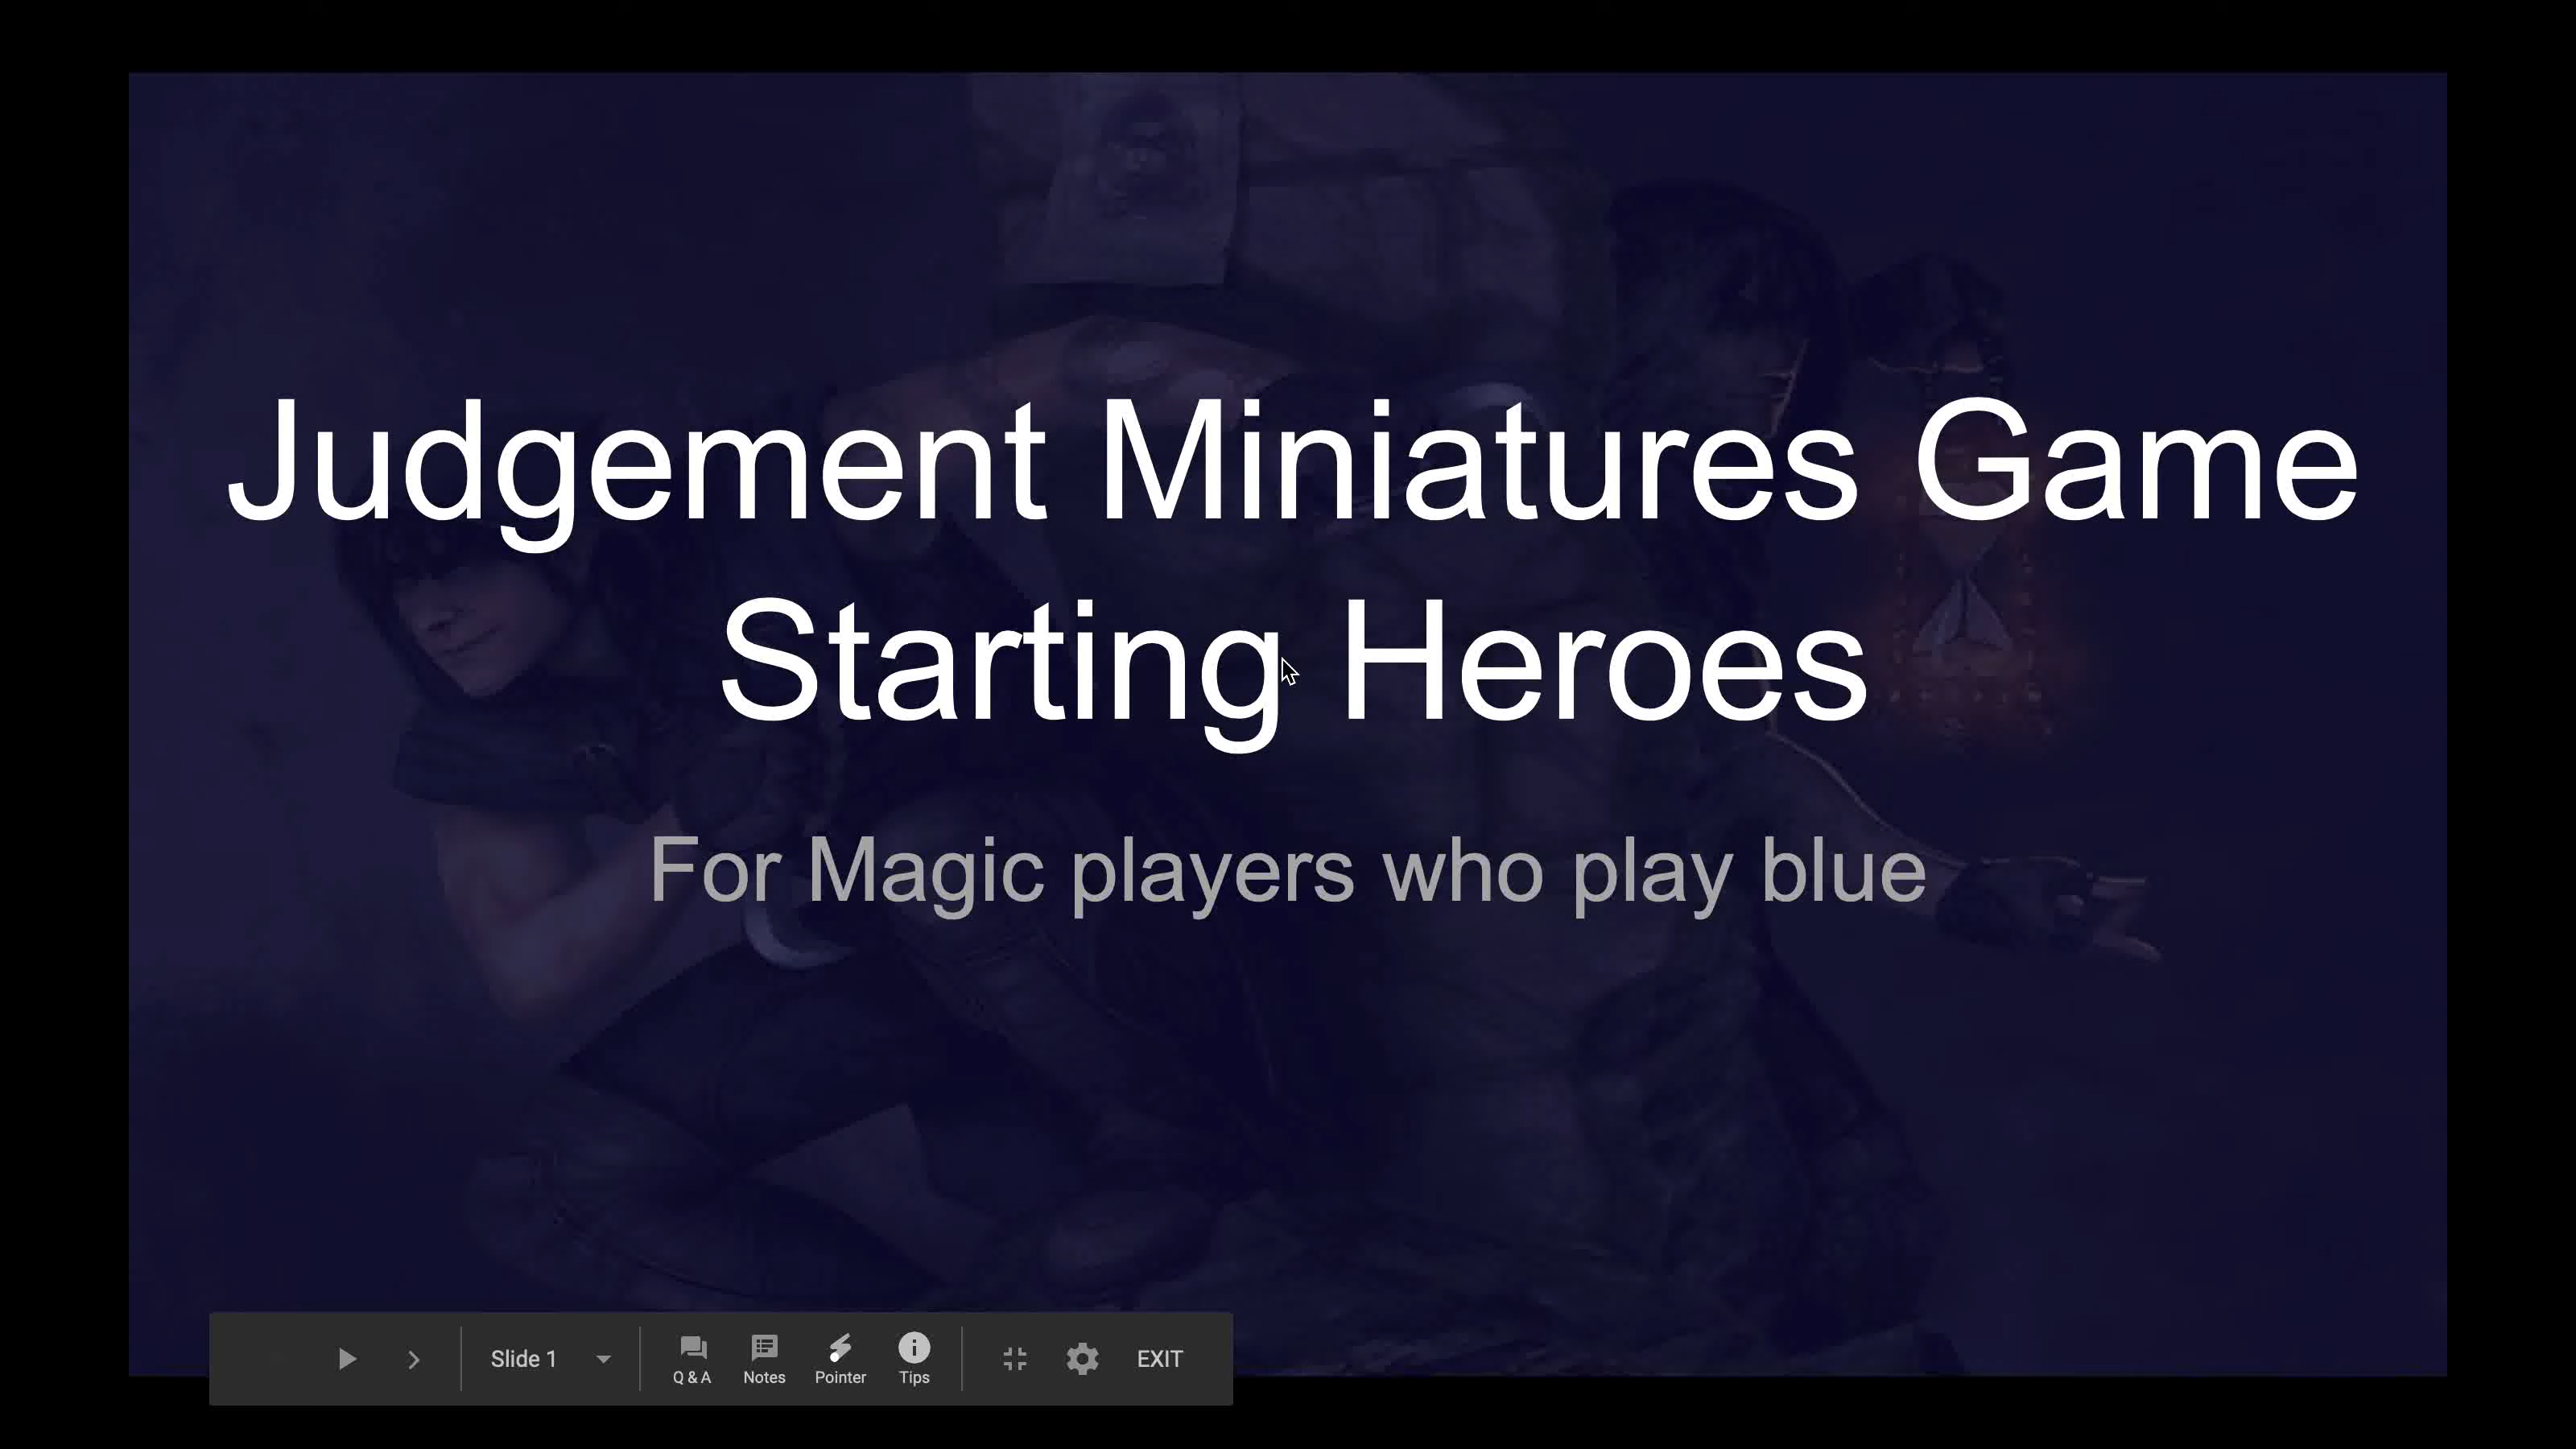 Judgement Miniatures Game
Starting Heroes
For Magic players who play blue
Slide 1
Q & A
Notes
Pointer
Tips
EXIT